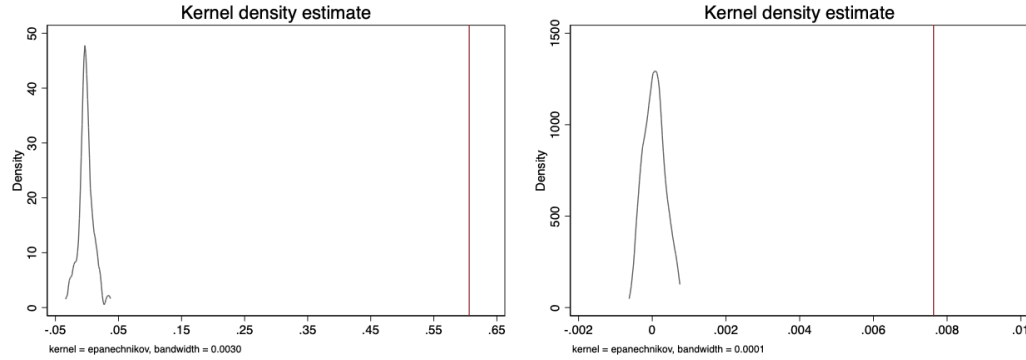 Kernel density estimate
Density
50
40
30
20
10
0
-.05 .05 .15 .25 .35 .45 .55 .65
kernel = epanechnikov, bandwidth = 0.0030
Kernel density estimate
Density
1500
1000
500
0
-.002 0 .002 .004 .006 .008 .01
kernel = epanechnikov, bandwidth = 0.0001